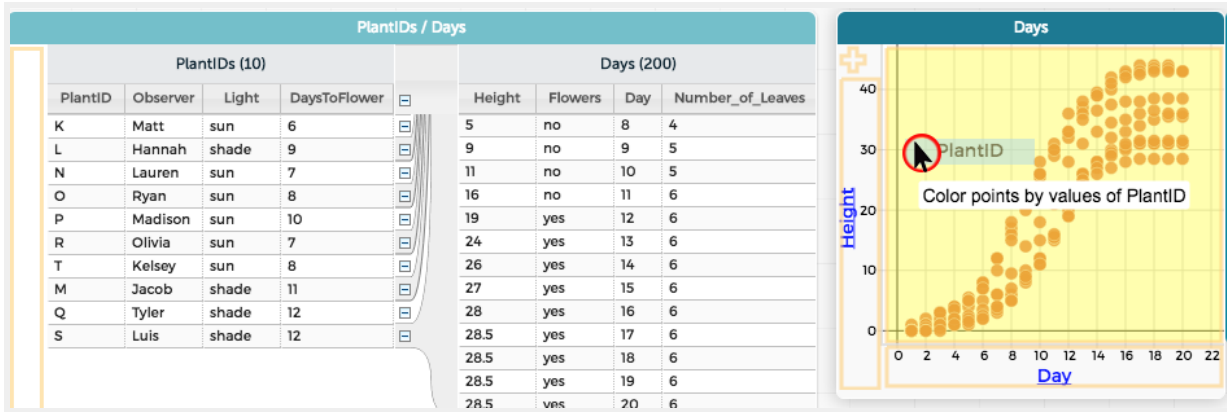 PlantIDs / Days
PlantIDs (10)
Days (200)
PlantID Observer Light DaysToFlower
Height Flowers Day Number_of_Leaves
K Matt sun 6
L Hannah shade 9
N Lauren sun 7
O Ryan sun 8
P Madison sun 10
R Olivia sun 7
T Kelsey sun 8
M Jacob shade 11
Q Tyler shade 12
S Luis shade 12
5 no 8 4
9 no 9 5
11 no 10 5
16 no 11 6
19 yes 12 6
24 yes 13 6
26 yes 14 6
27 yes 15 6
28 yes 16 6
28.5 yes 17 6
28.5 yes 18 6
28.5 yes 19 6
28.5 yes 20 6
Days
40
30
20
10
0
Height
PlantID
Color points by values of PlantID
0 2 4 6 8 10 12 14 16 18 20 22
Day